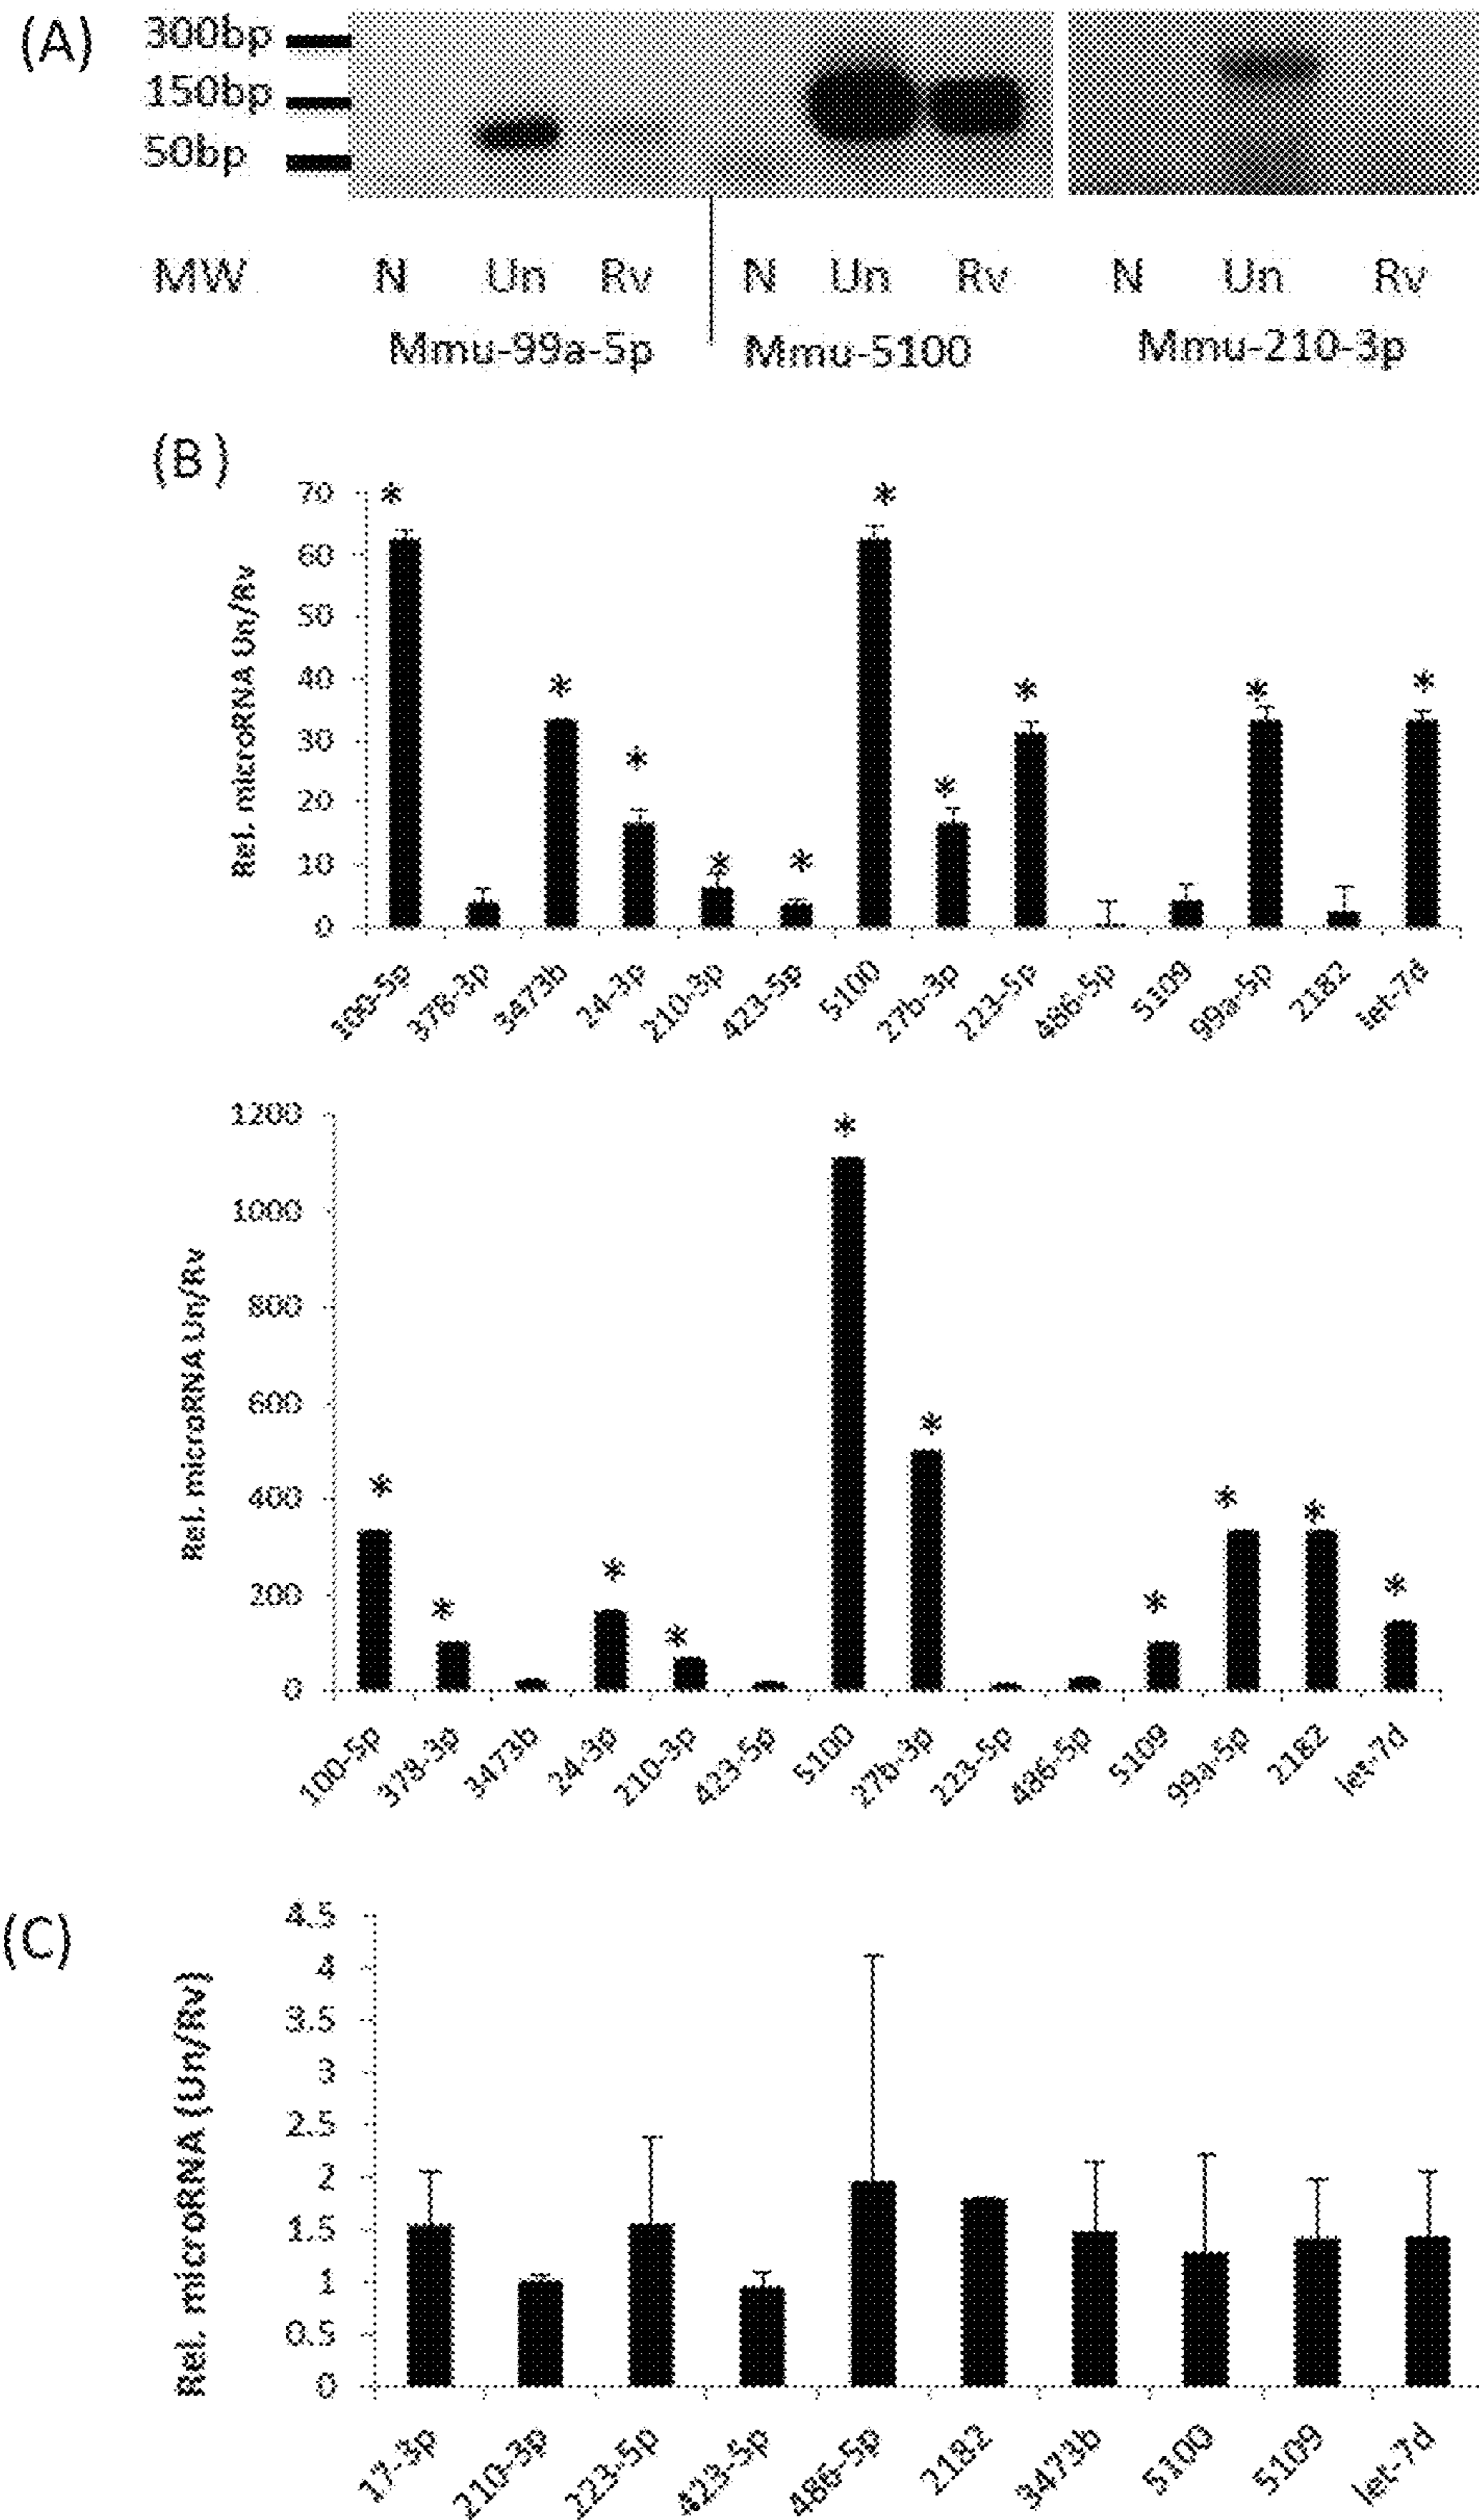 (A)
300bp
150bp
50bp
MW N Un Rv N Un Rv N Un Rv
Mmu-99a-5p Mmu-5100 Mmu-210-3p
(B)
Rel. microRNA Un/Rv
70
60
50
40
30
20
10
0
* * * * * * * * * * *
100-5p 378-3p 3473b 24-3p 210-3p 423-5p 5100 27b-3p 223-5p 486-5p 5109 99a-5p 2182 let-7d
Rel. microRNA Un/Rv
1200
1000
800
600
400
200
0
* * * * * * * * * *
100-5p 378-3p 3473b 24-3p 210-3p 423-5p 5100 27b-3p 223-5p 486-5p 5109 99a-5p 2182 let-7d
(C)
Rel. microRNA (Un/Rv)
4.5
4
3.5
3
2.5
2
1.5
1
0.5
0
17-3p 210-3p 223-5p 423-5p 486-5p 2182 3473b 5100 5109 let-7d